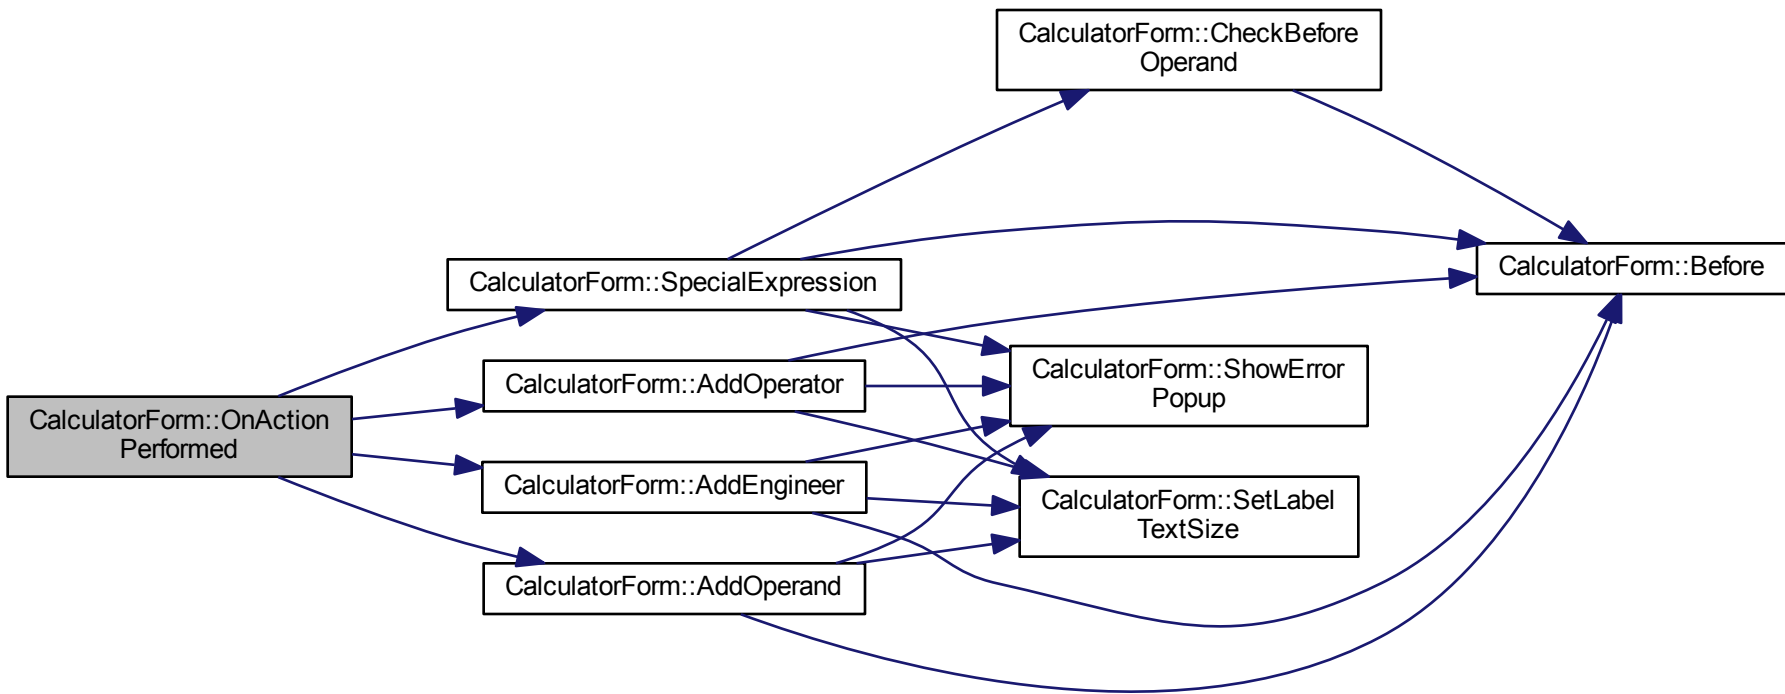 CalculatorForm::CheckBefore
Operand
CalculatorForm::SpecialExpression
CalculatorForm::Before
CalculatorForm::AddOperator
CalculatorForm::ShowError
Popup
CalculatorForm::OnAction
Performed
CalculatorForm::AddEngineer
CalculatorForm::SetLabel
TextSize
CalculatorForm::AddOperand